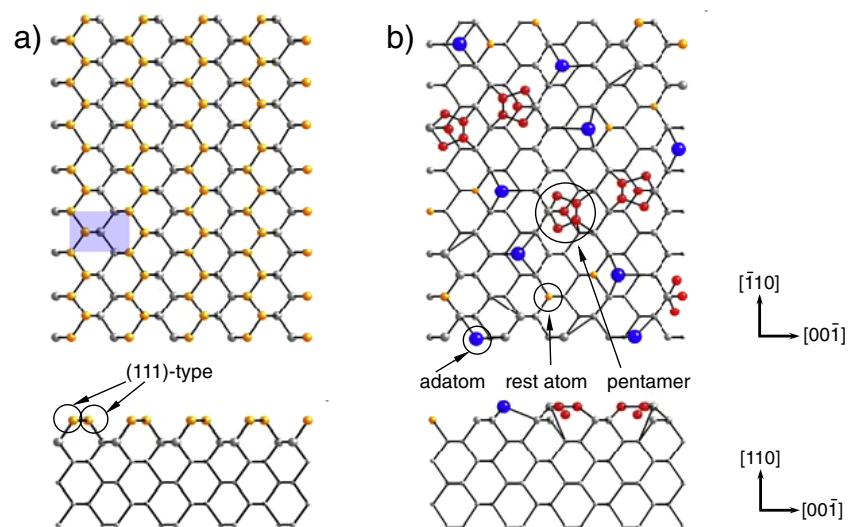 a)
b)
(111)-type
adatom
rest atom
pentamer
[1̄10]
[001̄]
[110]
[001̄]